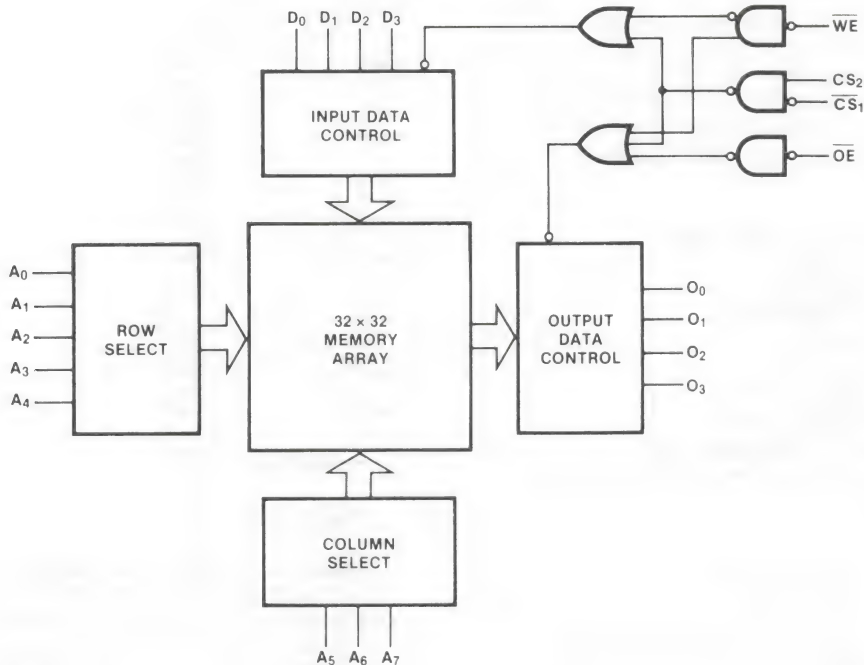 D0 D1 D2 D3
WE
CS2
CS1
OE
INPUT DATA
CONTROL
A0
A1
A2
A3
A4
ROW
SELECT
32 × 32
MEMORY
ARRAY
OUTPUT
DATA
CONTROL
O0
O1
O2
O3
COLUMN
SELECT
A5 A6 A7